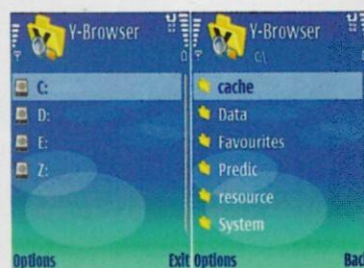 Y-Browser
C:
D:
E:
Z:
Options Exit
Y-Browser
C:\
cache
Data
Favourites
Predic
resource
System
Options Back